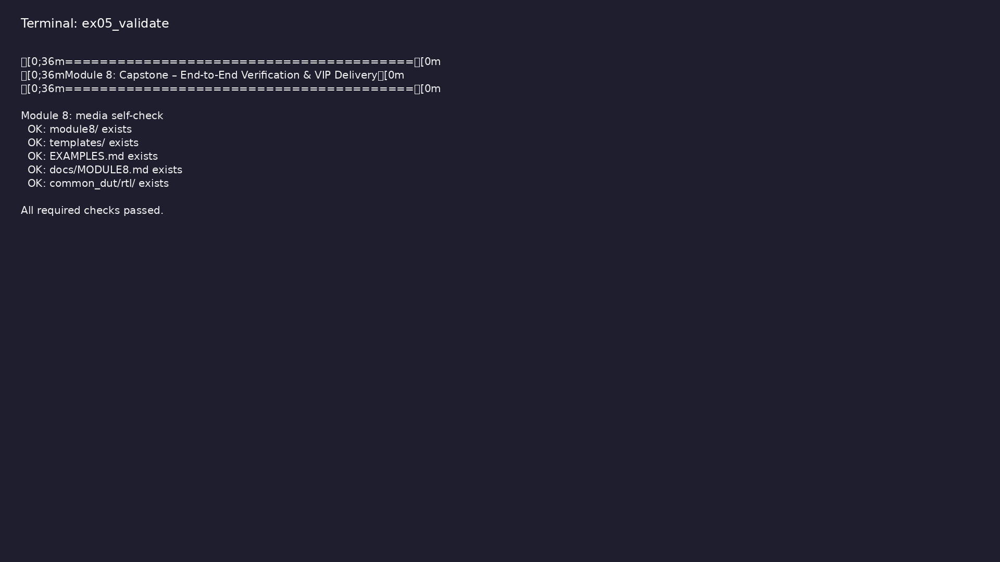 Terminal: ex05_validate
▯[0;36m========================================▯[0m
▯[0;36mModule 8: Capstone – End-to-End Verification & VIP Delivery▯[0m
▯[0;36m========================================▯[0m
Module 8: media self-check
OK: module8/ exists
OK: templates/ exists
OK: EXAMPLES.md exists
OK: docs/MODULE8.md exists
OK: common_dut/rtl/ exists
All required checks passed.